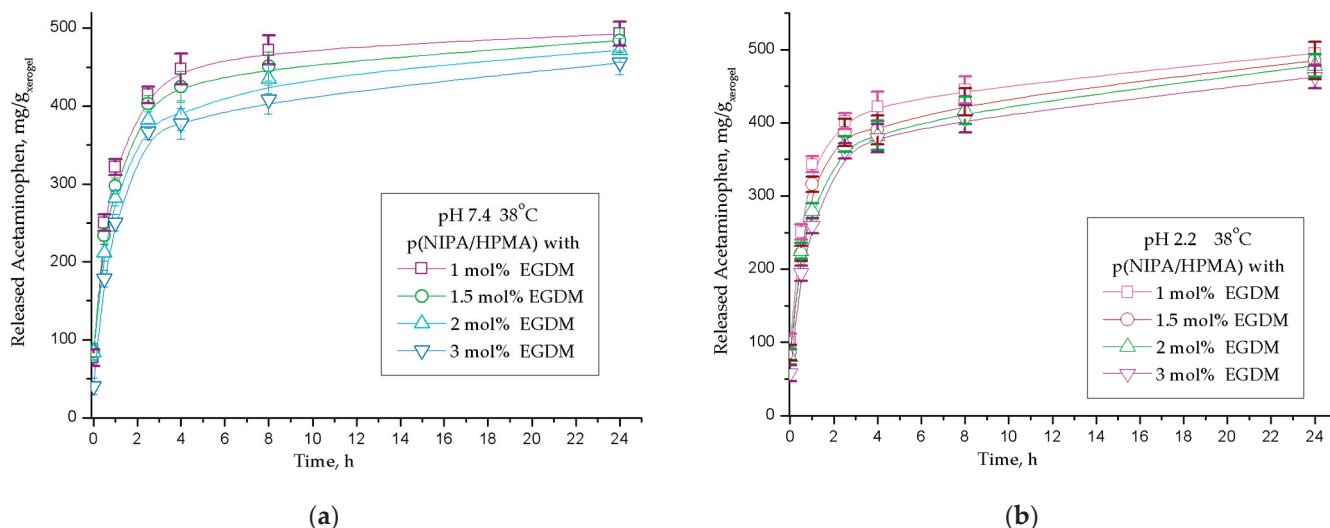 500
400
300
200
100
0
Released Acetaminophen, mg/g_xerogel
pH 7.4 38°C
p(NIPA/HPMA) with
1 mol% EGDM
1.5 mol% EGDM
2 mol% EGDM
3 mol% EGDM
0 2 4 6 8 10 12 14 16 18 20 22 24
Time, h
(a)
500
400
300
200
100
0
Released Acetaminophen, mg/g_xerogel
pH 2.2 38°C
p(NIPA/HPMA) with
1 mol% EGDM
1.5 mol% EGDM
2 mol% EGDM
3 mol% EGDM
0 2 4 6 8 10 12 14 16 18 20 22 24
Time, h
(b)